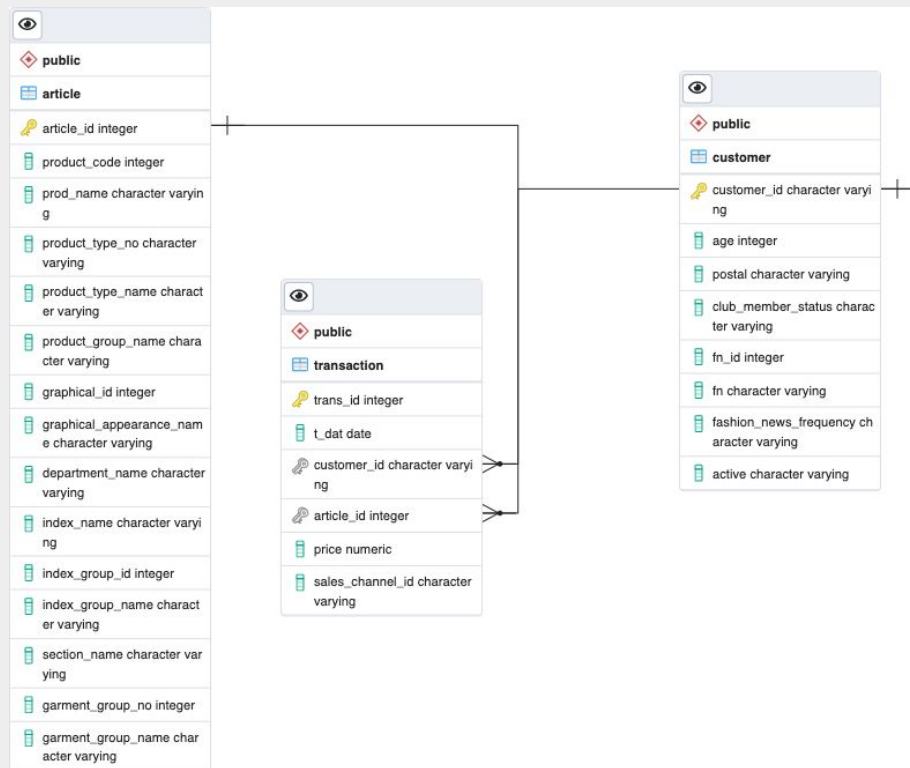 public
article
article_id integer
product_code integer
prod_name character varyin
g
product_type_no character
varying
product_type_name charact
er varying
product_group_name chara
cter varying
graphical_id integer
graphical_appearance_nam
e character varying
department_name character
varying
index_name character varyi
ng
index_group_id integer
index_group_name charact
er varying
section_name character var
ying
garment_group_no integer
garment_group_name char
acter varying
public
transaction
trans_id integer
t_dat date
customer_id character varyi
ng
article_id integer
price numeric
sales_channel_id character
varying
public
customer
customer_id character varyi
ng
age integer
postal character varying
club_member_status charac
ter varying
fn_id integer
fn character varying
fashion_news_frequency ch
aracter varying
active character varying